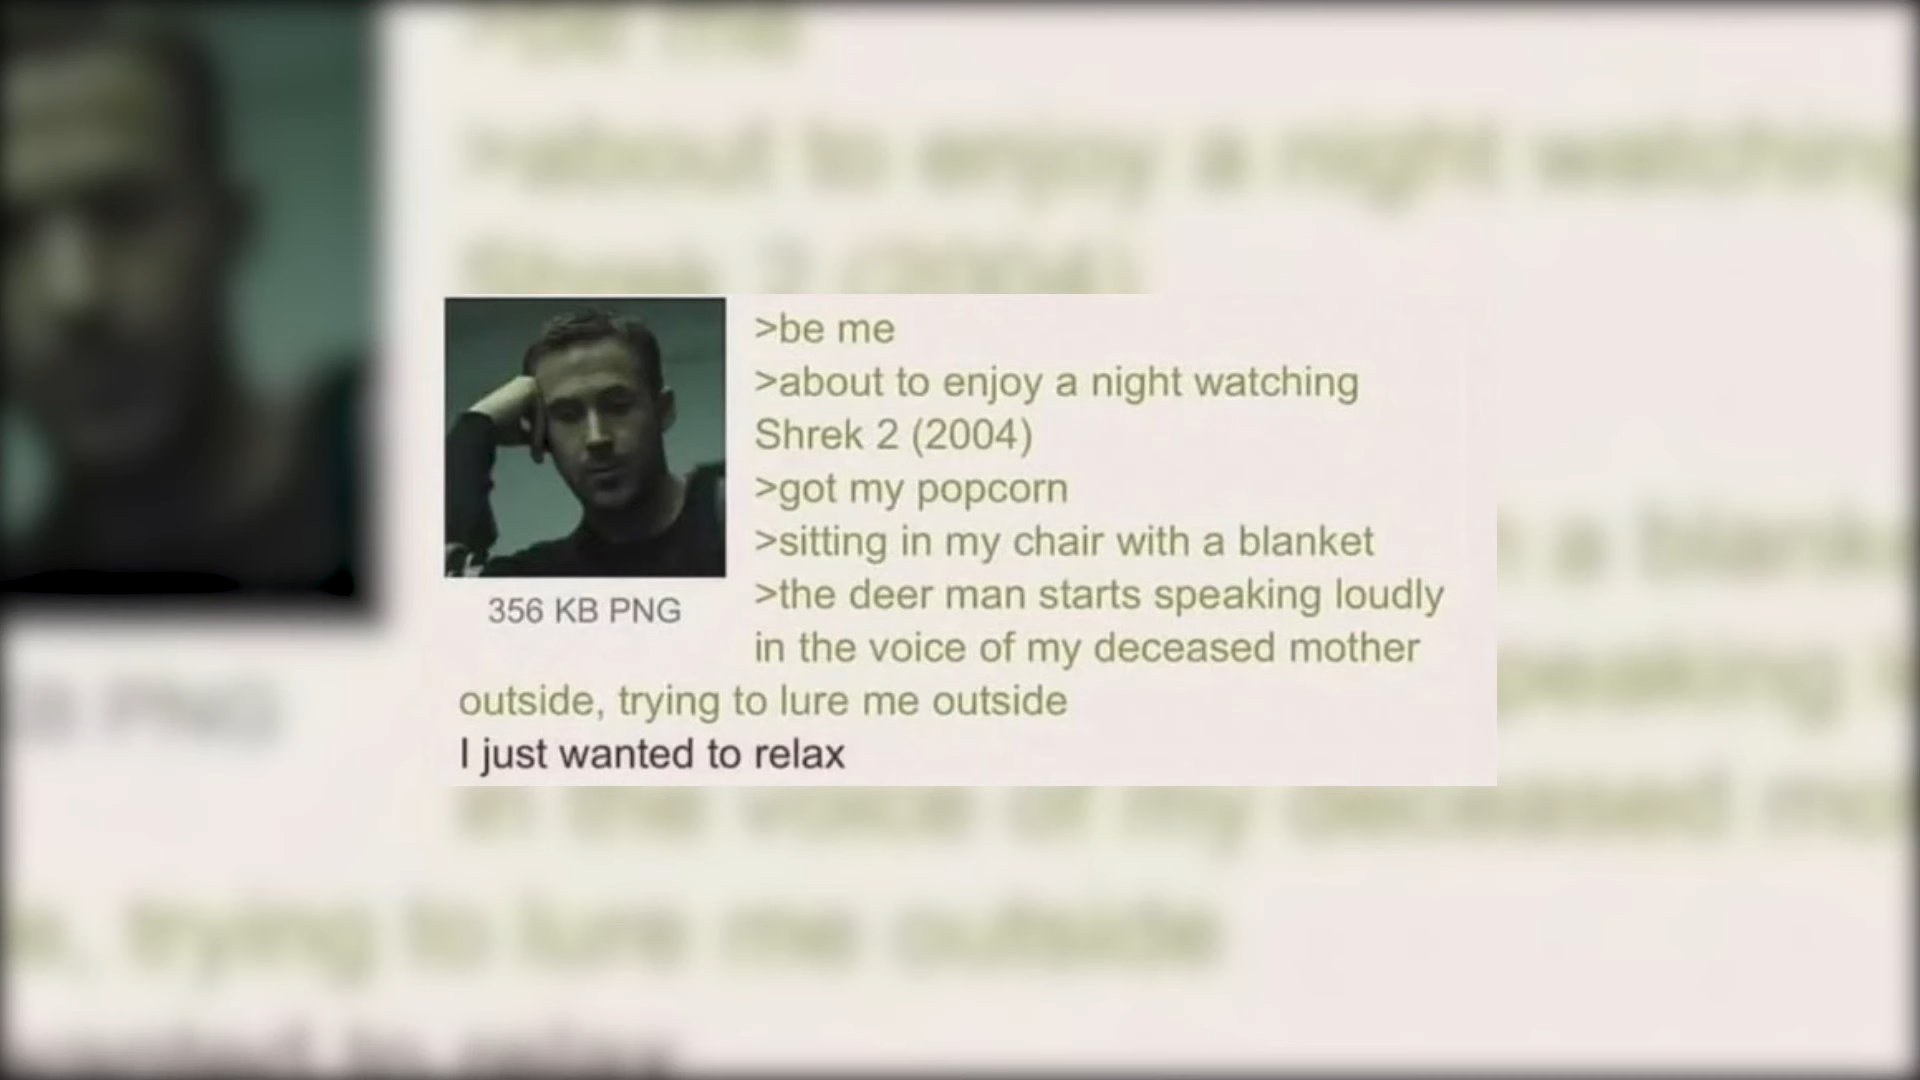 >be me
>about to enjoy a night watching
Shrek 2 (2004)
>got my popcorn
>sitting in my chair with a blanket
>the deer man starts speaking loudly
in the voice of my deceased mother
outside, trying to lure me outside
I just wanted to relax
356 KB PNG